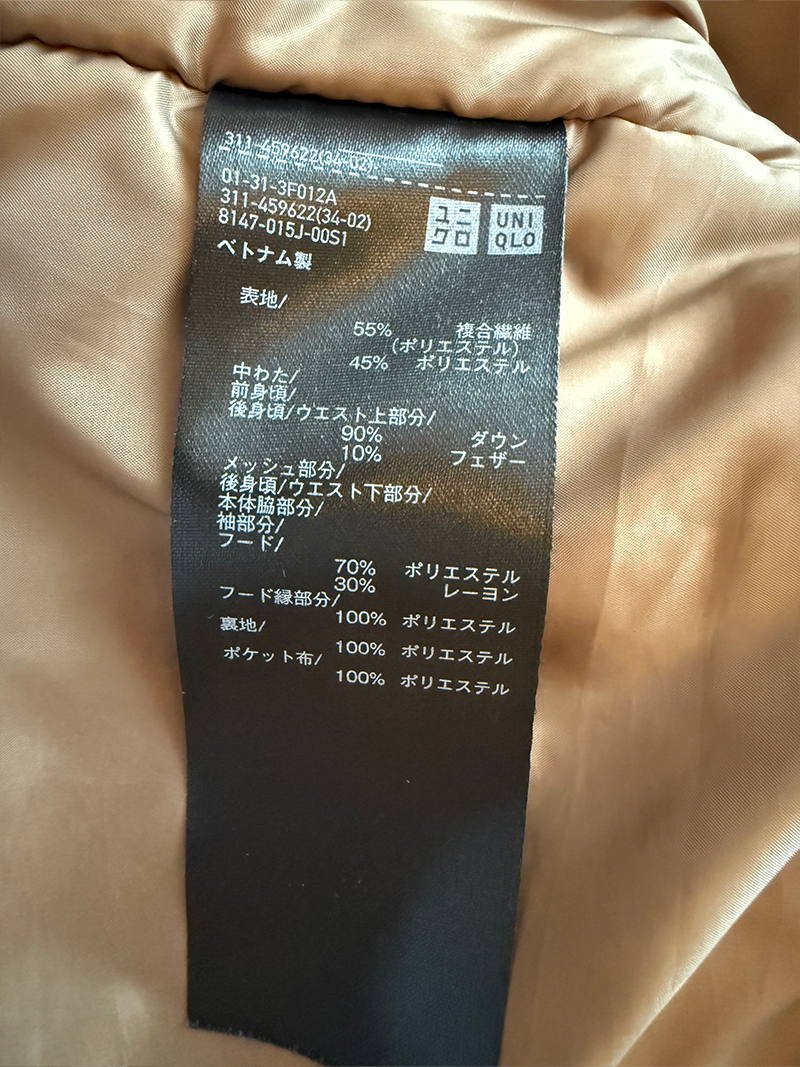 311-459622(34-02)
01-31-3F012A
311-459622(34-02)
8147-015J-00S1
ベトナム製
ユニ
クロ
UNI
QLO
表地/
55% 複合繊維
(ポリエステル)
45% ポリエステル
中わた/
前身頃/
後身頃/ウエスト上部分/
90% ダウン
10% フェザー
メッシュ部分/
後身頃/ウエスト下部分/
本体脇部分/
袖部分/
フード/
70% ポリエステル
30% レーヨン
フード縁部分/
100% ポリエステル
裏地/
100% ポリエステル
ポケット布/
100% ポリエステル